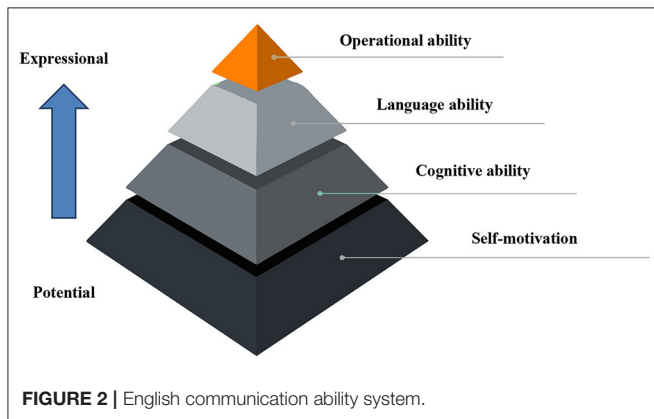 Operational ability
Expressional
Language ability
Cognitive ability
Self-motivation
Potential
FIGURE 2 | English communication ability system.